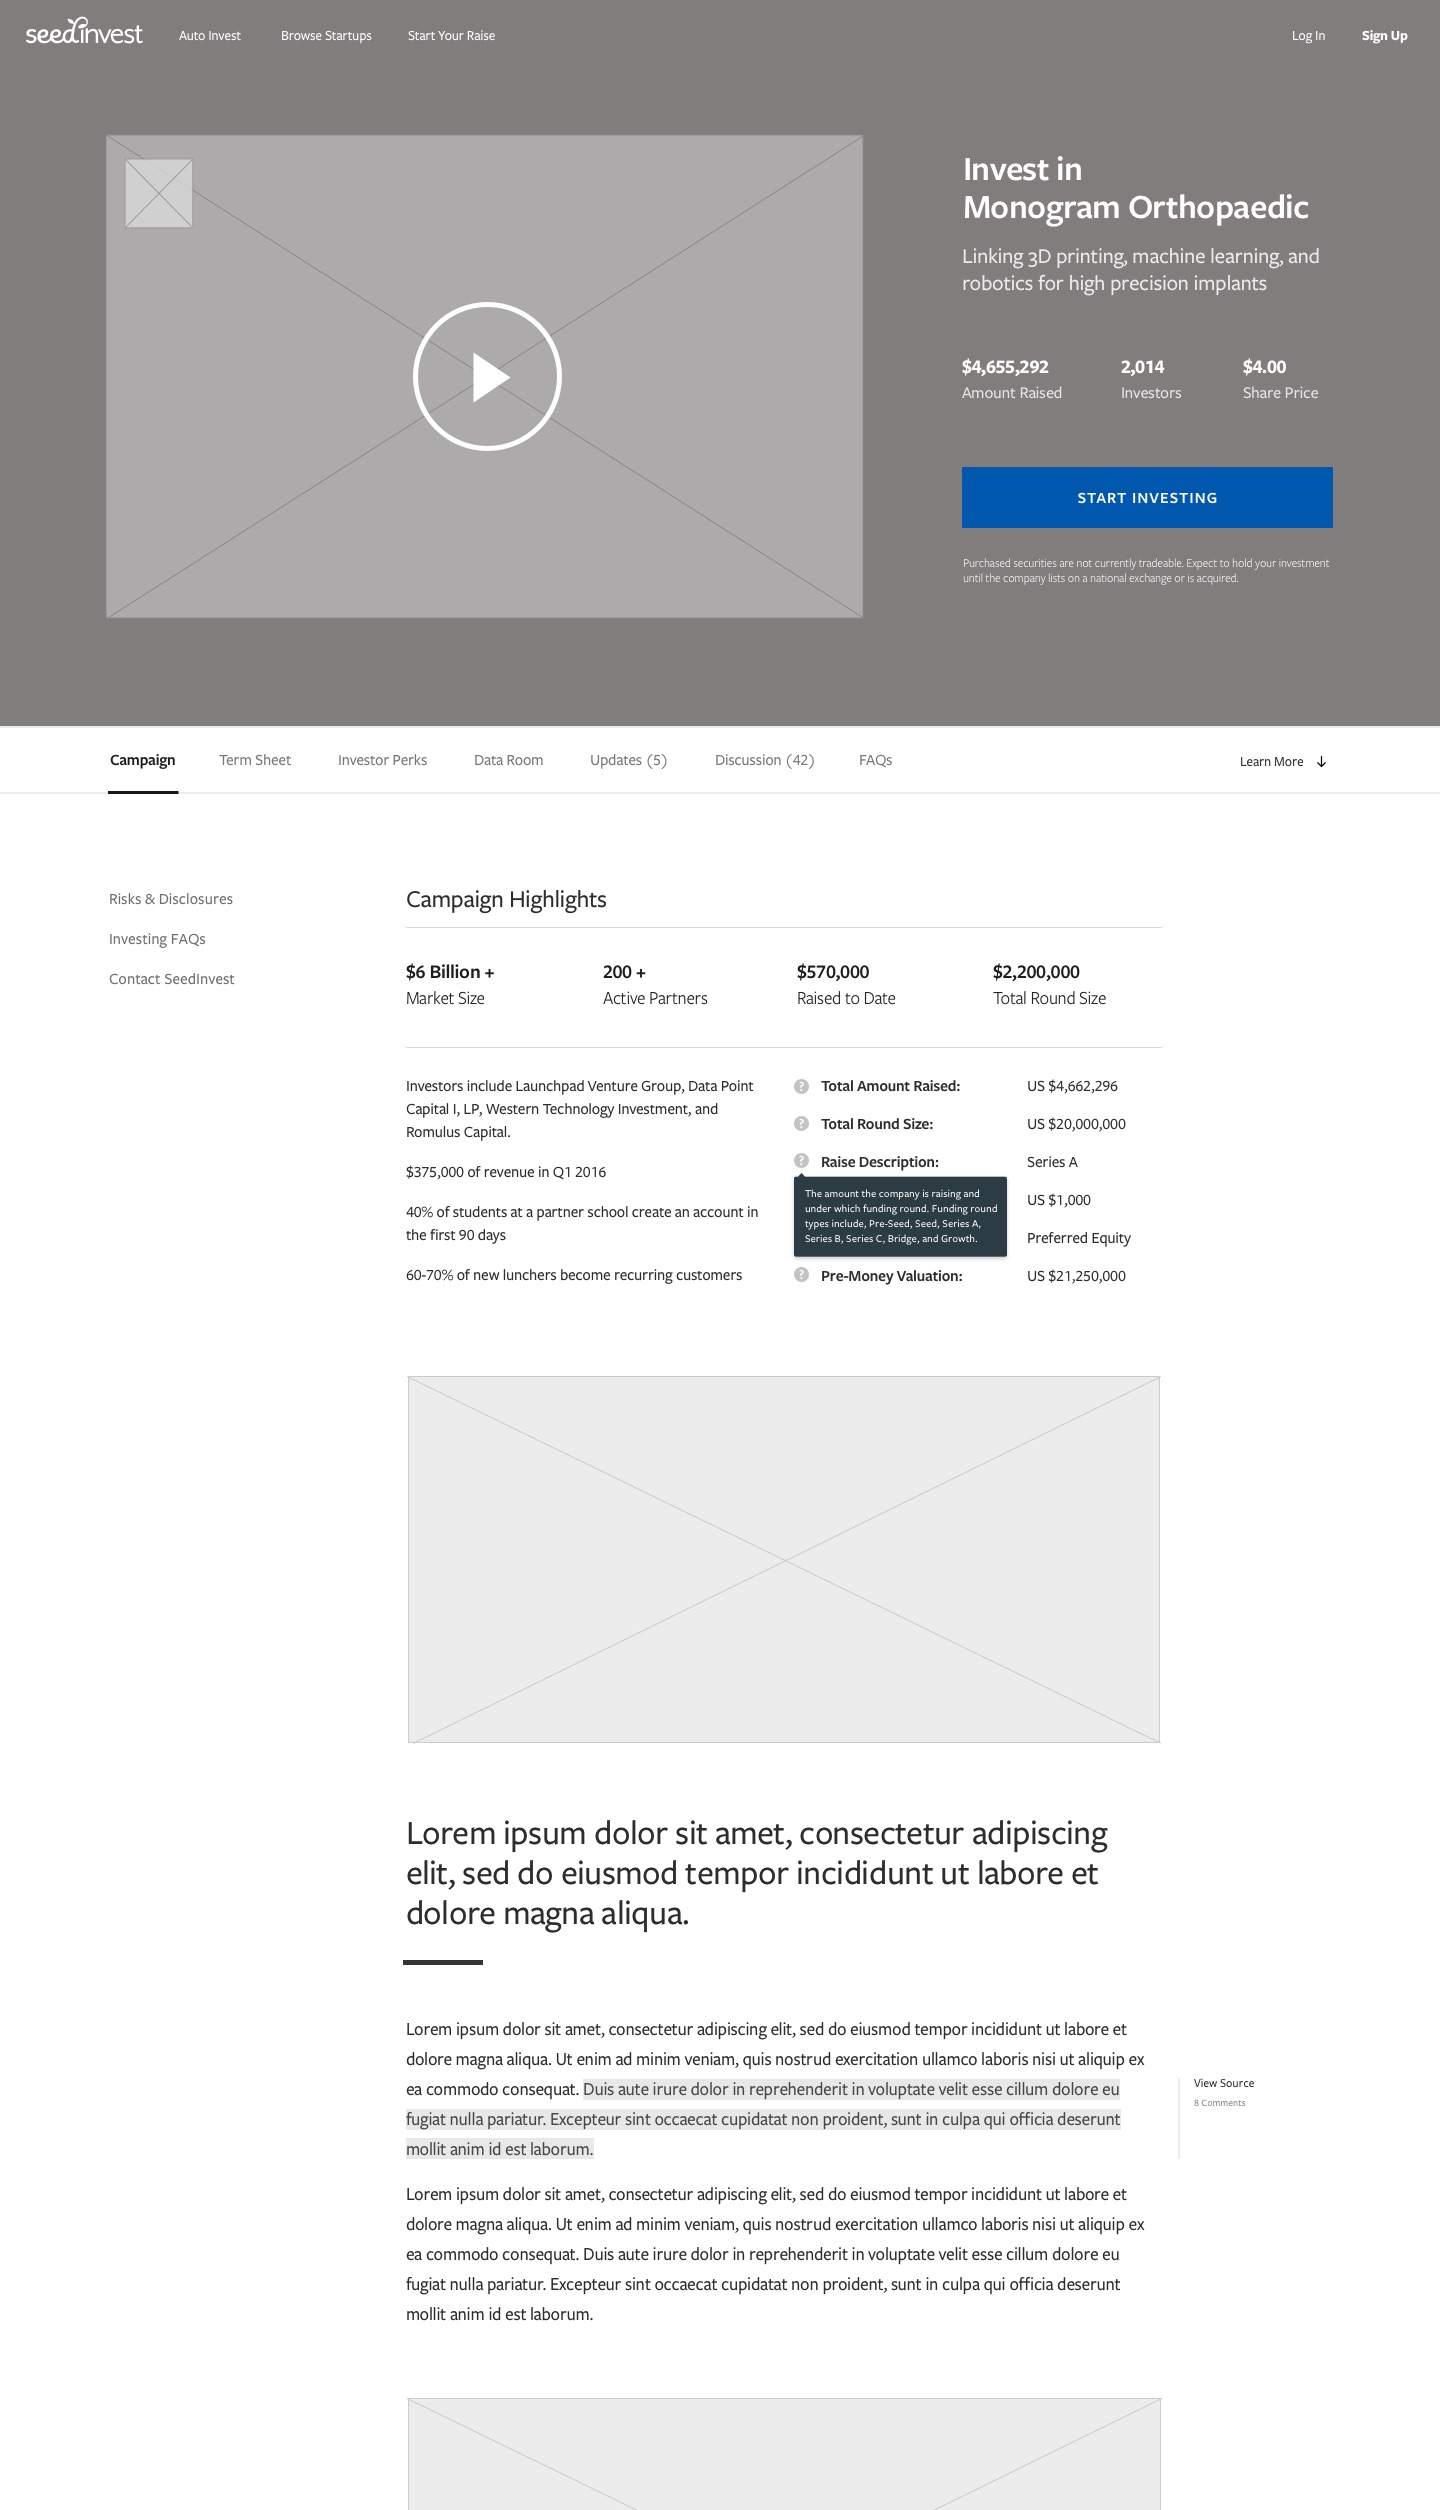 seedinvest
Auto Invest
Browse Startups
Start Your Raise
Log In
Sign Up
Invest in
Monogram Orthopaedic
Linking 3D printing, machine learning, and
robotics for high precision implants
$4,655,292
Amount Raised
2,014
Investors
$4.00
Share Price
START INVESTING
Purchased securities are not currently tradeable. Expect to hold your investment
until the company lists on a national exchange or is acquired.
Campaign
Term Sheet
Investor Perks
Data Room
Updates (5)
Discussion (42)
FAQs
Learn More
Risks & Disclosures
Investing FAQs
Contact SeedInvest
Campaign Highlights
$6 Billion +
Market Size
200 +
Active Partners
$570,000
Raised to Date
$2,200,000
Total Round Size
Investors include Launchpad Venture Group, Data Point
Capital I, LP, Western Technology Investment, and
Romulus Capital.
$375,000 of revenue in Q1 2016
40% of students at a partner school create an account in
the first 90 days
60-70% of new lunchers become recurring customers
? Total Amount Raised: US $4,662,296
? Total Round Size: US $20,000,000
? Raise Description: Series A
The amount the company is raising and
under which funding round. Funding round
types include, Pre-Seed, Seed, Series A,
Series B, Series C, Bridge, and Growth.
US $1,000
Preferred Equity
? Pre-Money Valuation: US $21,250,000
Lorem ipsum dolor sit amet, consectetur adipiscing
elit, sed do eiusmod tempor incididunt ut labore et
dolore magna aliqua.
Lorem ipsum dolor sit amet, consectetur adipiscing elit, sed do eiusmod tempor incididunt ut labore et
dolore magna aliqua. Ut enim ad minim veniam, quis nostrud exercitation ullamco laboris nisi ut aliquip ex
ea commodo consequat. Duis aute irure dolor in reprehenderit in voluptate velit esse cillum dolore eu
fugiat nulla pariatur. Excepteur sint occaecat cupidatat non proident, sunt in culpa qui officia deserunt
mollit anim id est laborum.
View Source
8 Comments
Lorem ipsum dolor sit amet, consectetur adipiscing elit, sed do eiusmod tempor incididunt ut labore et
dolore magna aliqua. Ut enim ad minim veniam, quis nostrud exercitation ullamco laboris nisi ut aliquip ex
ea commodo consequat. Duis aute irure dolor in reprehenderit in voluptate velit esse cillum dolore eu
fugiat nulla pariatur. Excepteur sint occaecat cupidatat non proident, sunt in culpa qui officia deserunt
mollit anim id est laborum.